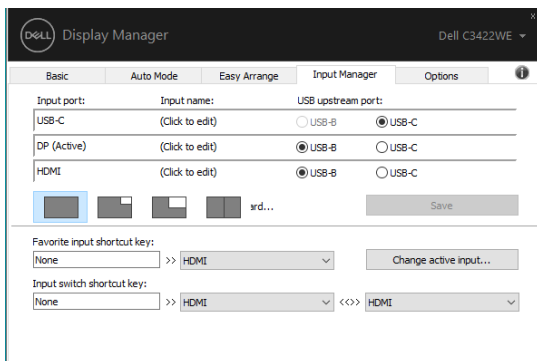 DELL Display Manager Dell C3422WE
Basic Auto Mode Easy Arrange Input Manager Options
Input port: Input name: USB upstream port:
USB-C (Click to edit) USB-B USB-C
DP (Active) (Click to edit) USB-B USB-C
HDMI (Click to edit) USB-B USB-C
ard... Save
Favorite input shortcut key:
None >> HDMI Change active input...
Input switch shortcut key:
None >> HDMI <<>> HDMI